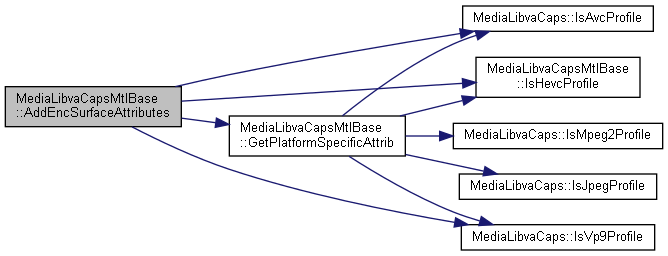 MediaLibvaCapsMtlBase
::AddEncSurfaceAttributes
MediaLibvaCapsMtlBase
::GetPlatformSpecificAttrib
MediaLibvaCaps::IsAvcProfile
MediaLibvaCapsMtlBase
::IsHevcProfile
MediaLibvaCaps::IsMpeg2Profile
MediaLibvaCaps::IsJpegProfile
MediaLibvaCaps::IsVp9Profile